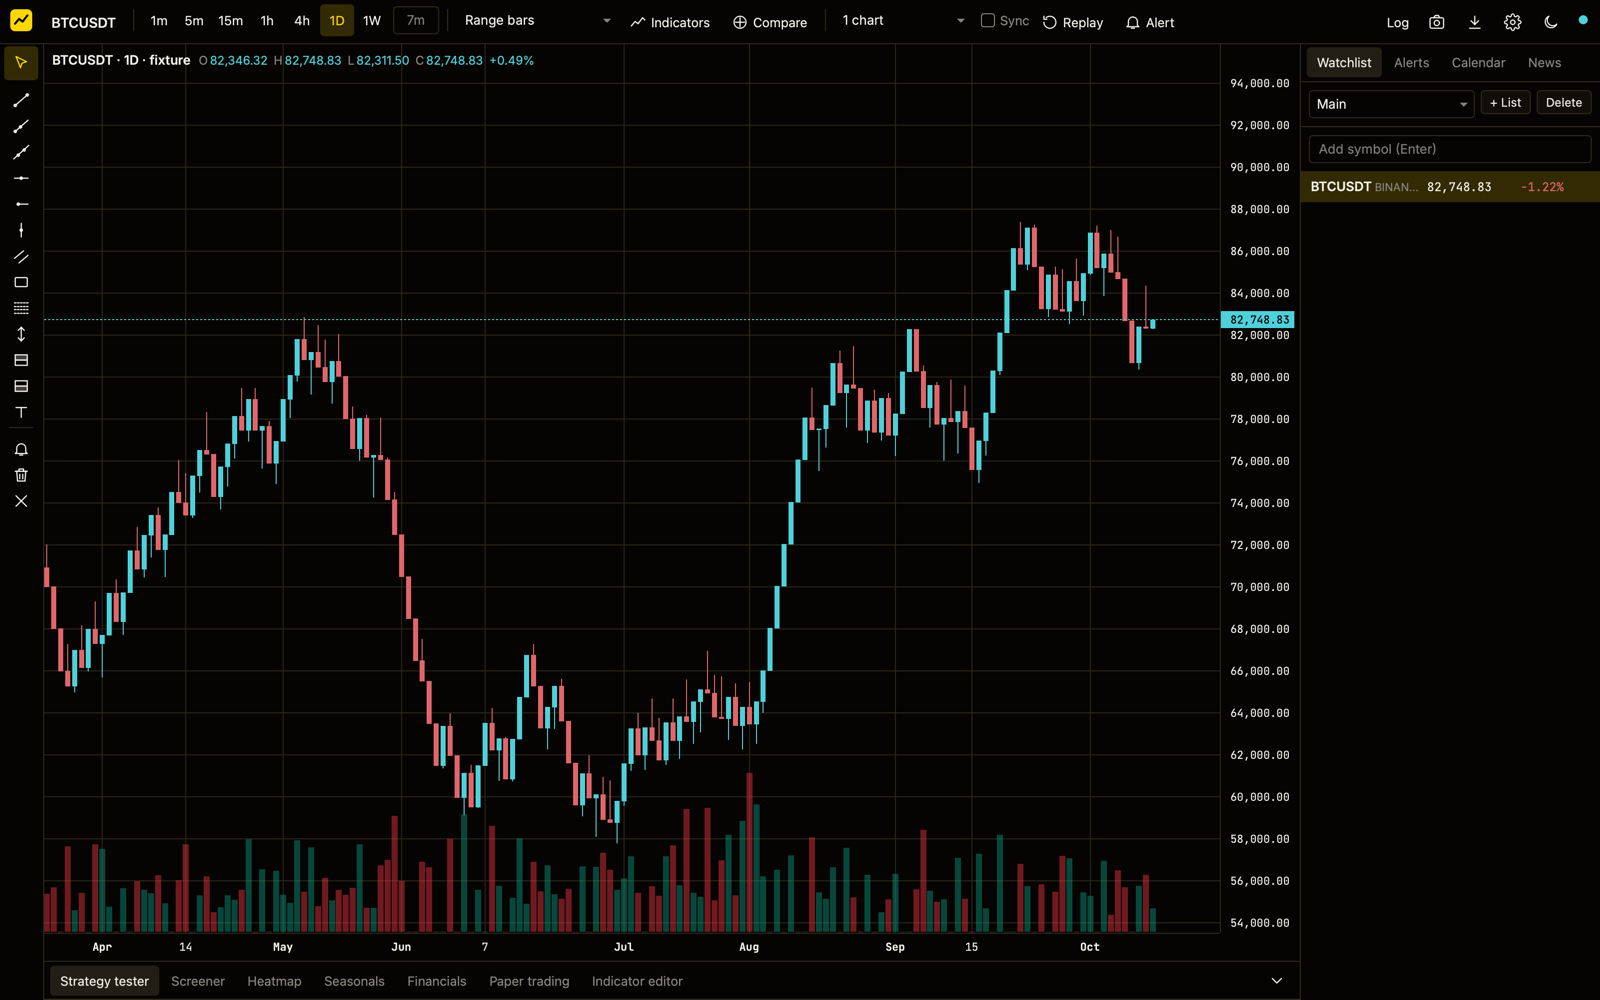 BTCUSDT 1m 5m 15m 1h 4h 1D 1W 7m Range bars Indicators Compare 1 chart Sync Replay Alert Log
BTCUSDT · 1D · fixture O 82,346.32 H 82,748.83 L 82,311.50 C 82,748.83 +0.49%
Watchlist Alerts Calendar News
Main + List Delete
Add symbol (Enter)
BTCUSDT BINAN... 82,748.83 -1.22%
94,000.00
92,000.00
90,000.00
88,000.00
86,000.00
84,000.00
82,748.83
82,000.00
80,000.00
78,000.00
76,000.00
74,000.00
72,000.00
70,000.00
68,000.00
66,000.00
64,000.00
62,000.00
60,000.00
58,000.00
56,000.00
54,000.00
Apr 14 May Jun 7 Jul Aug Sep 15 Oct
Strategy tester Screener Heatmap Seasonals Financials Paper trading Indicator editor